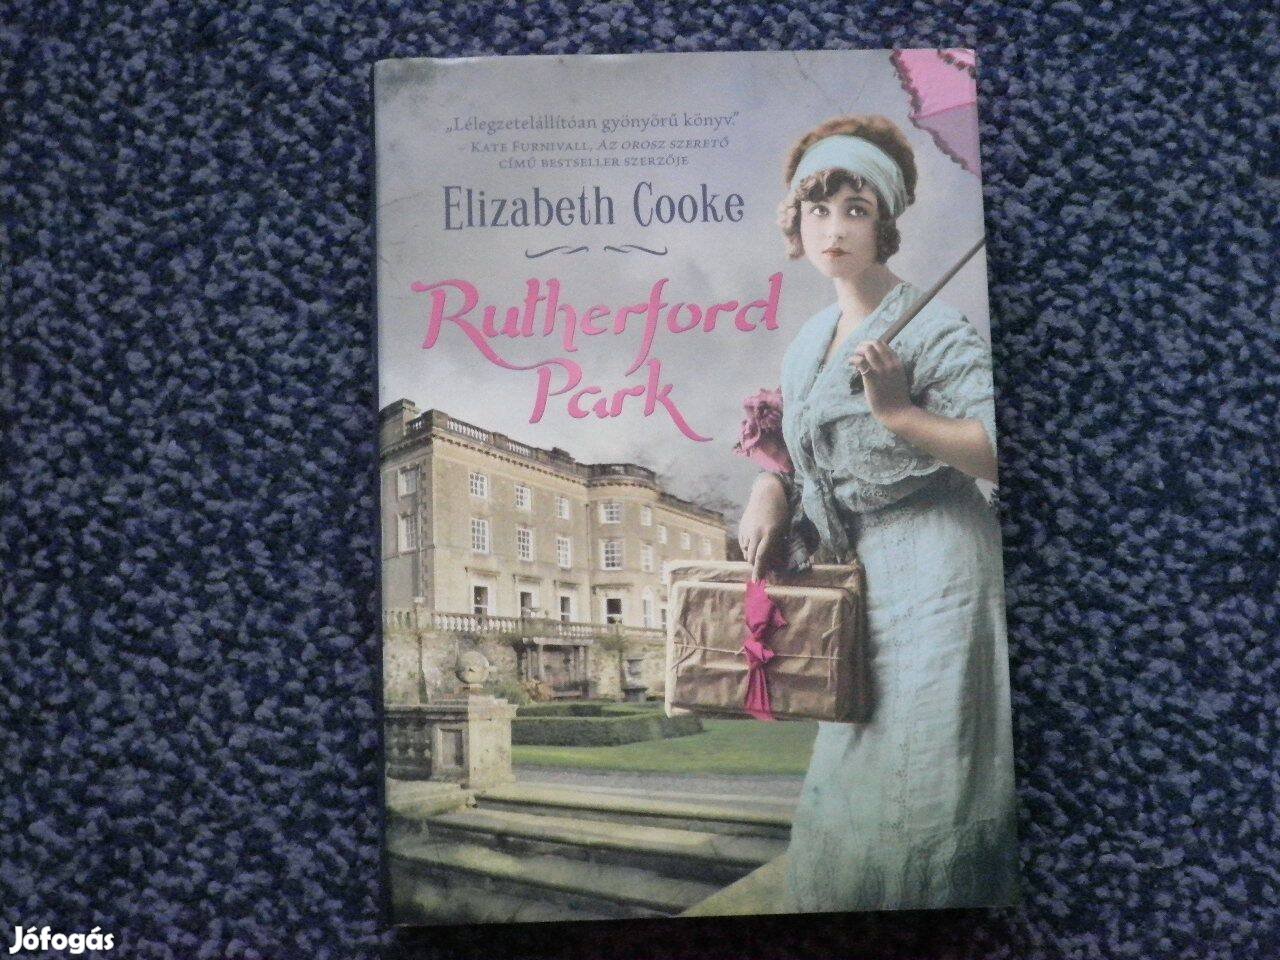 „Lélegzetelállítóan gyönyörű könyv.”
KATE FURNIVALL, AZ OROSZ SZERETŐ
CÍMŰ BESTSELLER SZERZŐJE
Elizabeth Cooke
Rutherford
Park
Jófogás